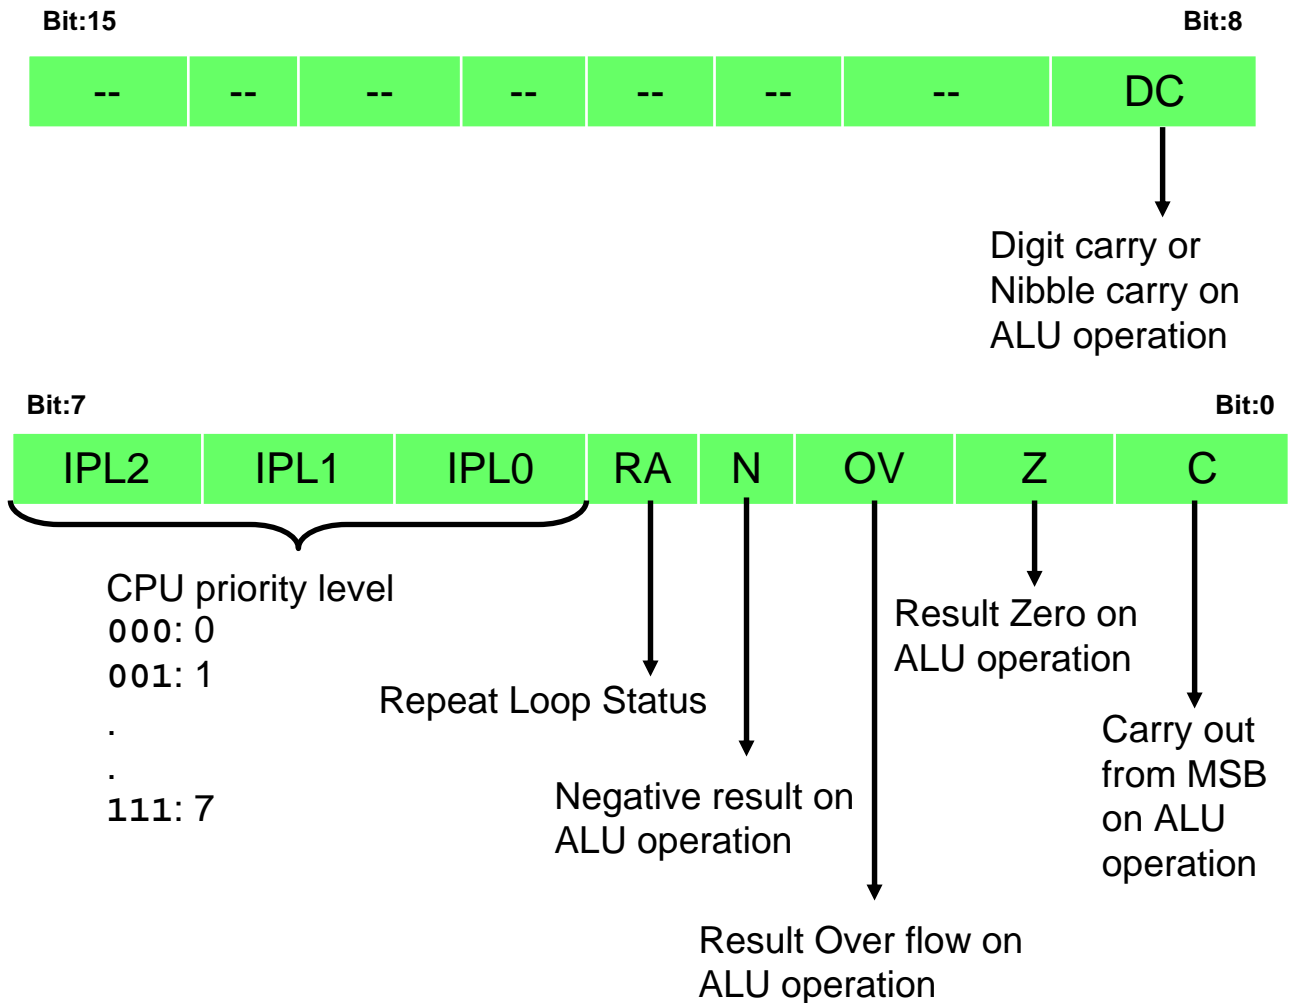 Bit:15 Bit:8
-- -- -- -- -- -- -- DC
Digit carry or
Nibble carry on
ALU operation
Bit:7 Bit:0
IPL2 IPL1 IPL0 RA N OV Z C
CPU priority level
000: 0
001: 1
.
.
111: 7
Repeat Loop Status
Negative result on
ALU operation
Result Over flow on
ALU operation
Result Zero on
ALU operation
Carry out
from MSB
on ALU
operation